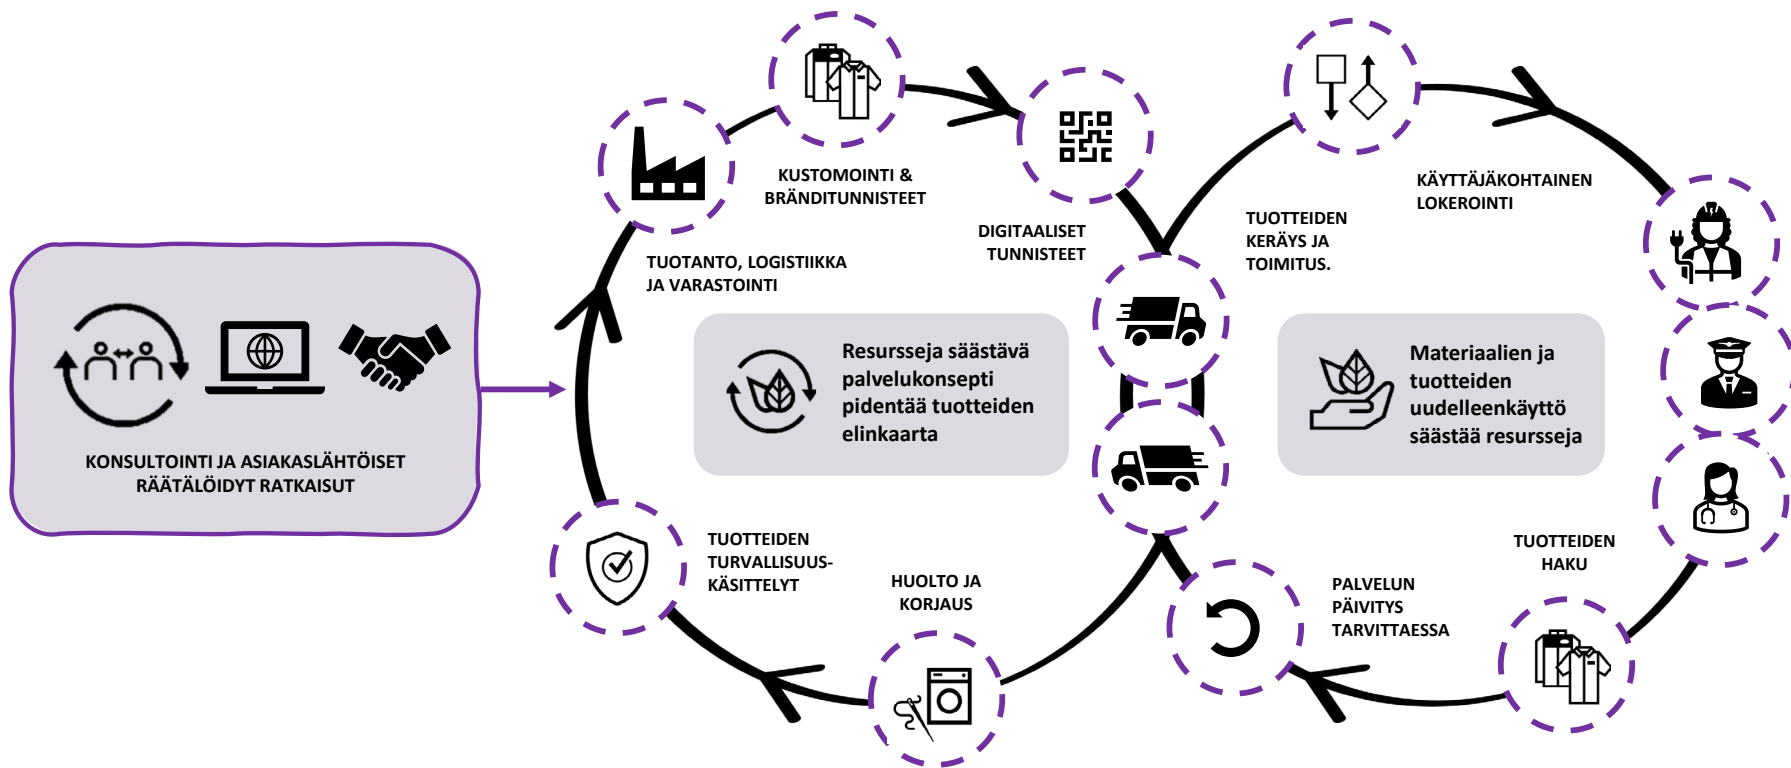 KUSTOMOINTI &
BRÄNDITUNNISTEET
KÄYTTÄJÄKOHTAINEN
LOKEROINTI
DIGITAALISET
TUNNISTEET
TUOTTEIDEN
KERÄYS JA
TOIMITUS.
TUOTANTO, LOGISTIIKKA
JA VARASTOINTI
Resursseja säästävä
palvelukonsepti
pidentää tuotteiden
elinkaarta
Materiaalien ja
tuotteiden
uudelleenkäyttö
säästää resursseja
KONSULTOINTI JA ASIAKASLÄHTÖISET
RÄÄTÄLÖIDYT RATKAISUT
TUOTTEIDEN
TURVALLISUUS-
KÄSITTELYT
HUOLTO JA
KORJAUS
PALVELUN
PÄIVITYS
TARVITTAESSA
TUOTTEIDEN
HAKU